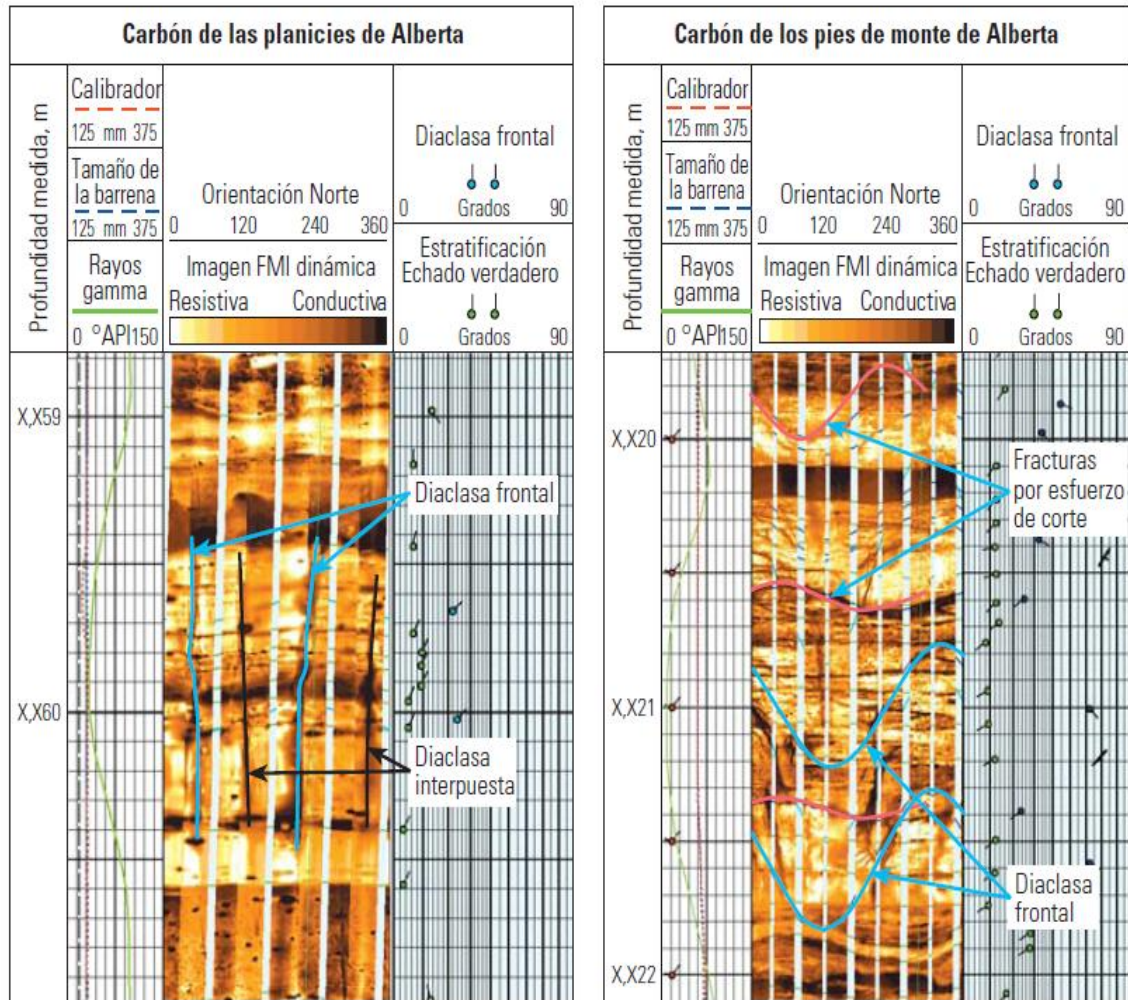 Carbón de las planicies de Alberta
Profundidad medida, m
Calibrador
125 mm 375
Tamaño de
la barrena
125 mm 375
Rayos
gamma
0 °API150
Orientación Norte
0 120 240 360
Imagen FMI dinámica
Resistiva Conductiva
Diaclasa frontal
0 Grados 90
Estratificación
Echado verdadero
0 Grados 90
X,X59
X,X60
Diaclasa frontal
Diaclasa
interpuesta
Carbón de los pies de monte de Alberta
Profundidad medida, m
Calibrador
125 mm 375
Tamaño de
la barrena
125 mm 375
Rayos
gamma
0 °API150
Orientación Norte
0 120 240 360
Imagen FMI dinámica
Resistiva Conductiva
Diaclasa frontal
0 Grados 90
Estratificación
Echado verdadero
0 Grados 90
X,X20
X,X21
X,X22
Fracturas
por esfuerzo
de corte
Diaclasa
frontal